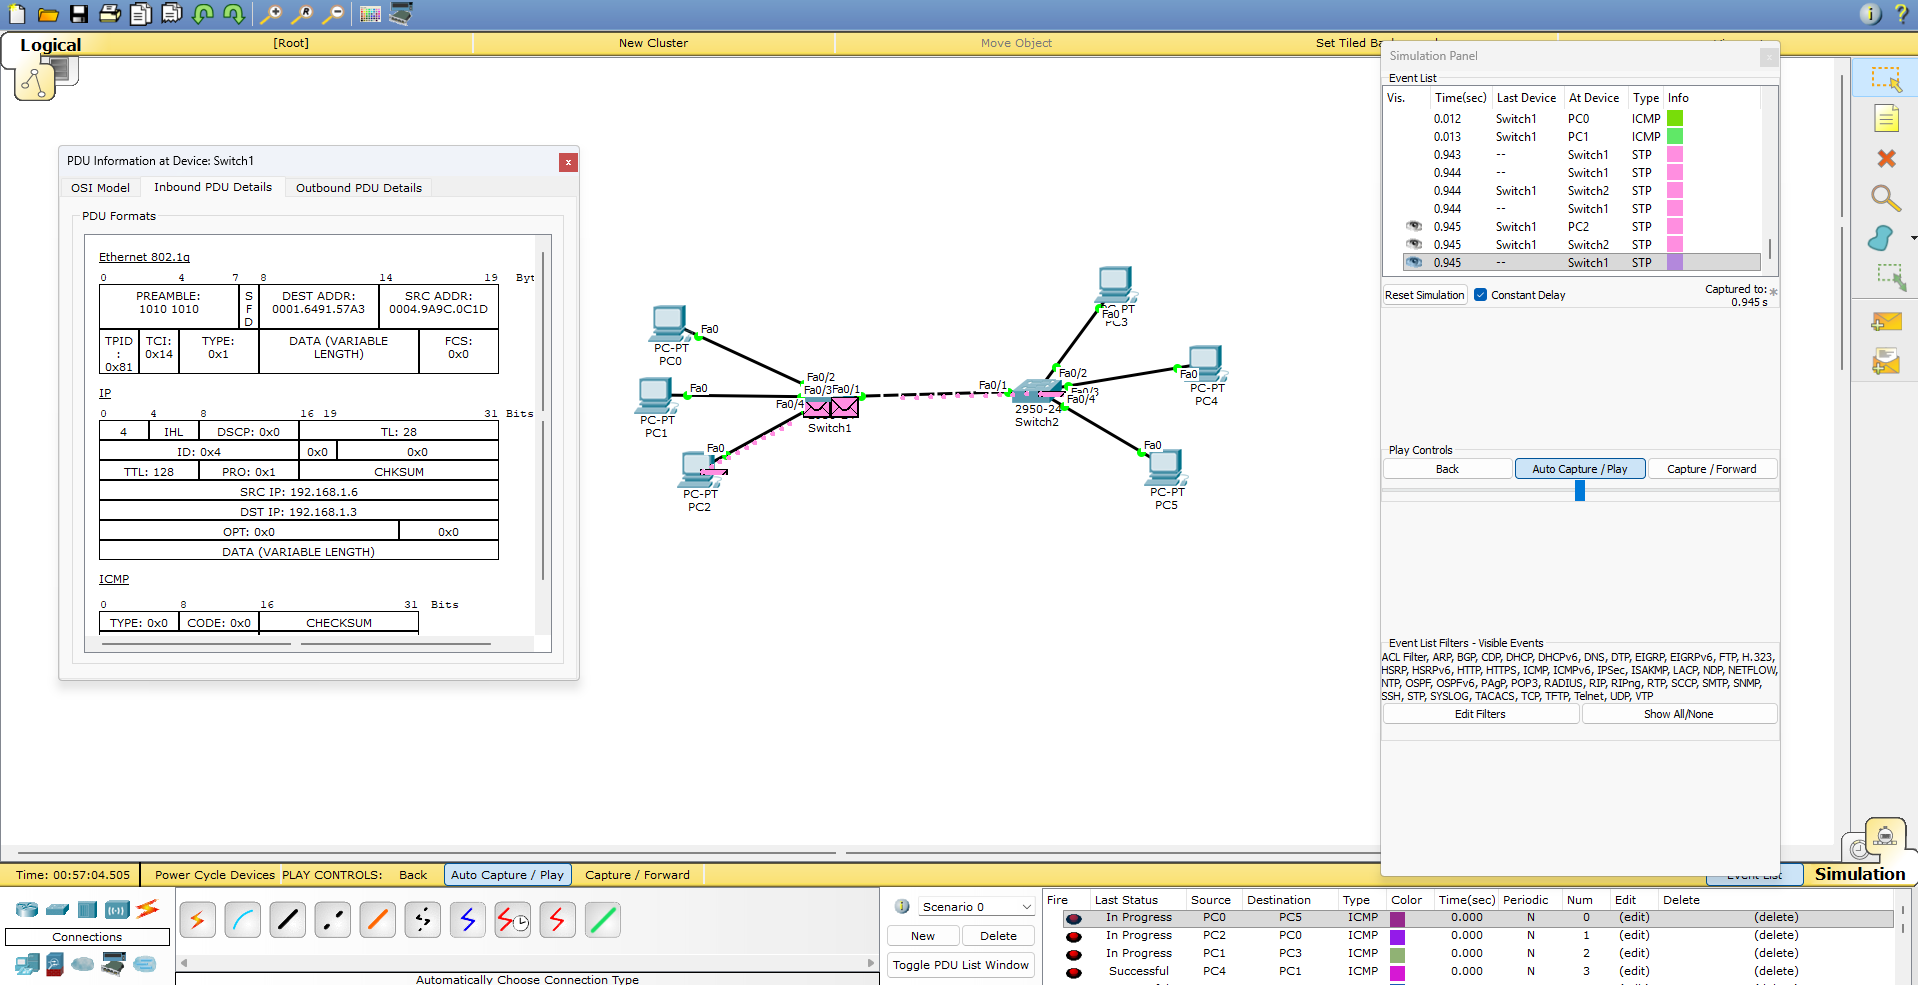 Logical
[Root]
New Cluster
Move Object
Set Tiled Ba
PDU Information at Device: Switch1
x
OSI Model
Inbound PDU Details
Outbound PDU Details
PDU Formats
Ethernet 802.1q
0 4 7 8 14 19 Byt
PREAMBLE: 1010 1010
S F D
DEST ADDR: 0001.6491.57A3
SRC ADDR: 0004.9A9C.0C1D
TPID : 0x81
TCI: 0x14
TYPE: 0x1
DATA (VARIABLE LENGTH)
FCS: 0x0
IP
0 4 8 16 19 31 Bits
4 IHL DSCP: 0x0 TL: 28
ID: 0x4 0x0 0x0
TTL: 128 PRO: 0x1 CHKSUM
SRC IP: 192.168.1.6
DST IP: 192.168.1.3
OPT: 0x0 0x0
DATA (VARIABLE LENGTH)
ICMP
0 8 16 31 Bits
TYPE: 0x0 CODE: 0x0 CHECKSUM
Fa0
PC-PT
PC0
Fa0
PC-PT
PC1
Fa0
PC-PT
PC2
Fa0/2
Fa0/3
Fa0/1
Fa0/4
Switch1
Fa0/1
Fa0/2
Fa0/3
Fa0/4
2950-24
Switch2
Fa0
PC-PT
PC3
Fa0
PC-PT
PC4
Fa0
PC-PT
PC5
Simulation Panel
x
Event List
Vis. Time(sec) Last Device At Device Type Info
0.012 Switch1 PC0 ICMP
0.013 Switch1 PC1 ICMP
0.943 -- Switch1 STP
0.944 -- Switch1 STP
0.944 Switch1 Switch2 STP
0.944 -- Switch1 STP
0.945 Switch1 PC2 STP
0.945 Switch1 Switch2 STP
0.945 -- Switch1 STP
Reset Simulation
Constant Delay
Captured to: *
0.945 s
Play Controls
Back
Auto Capture / Play
Capture / Forward
Event List Filters - Visible Events
ACL Filter, ARP, BGP, CDP, DHCP, DHCPv6, DNS, DTP, EIGRP, EIGRPv6, FTP, H.323,
HSRP, HSRPv6, HTTP, HTTPS, ICMP, ICMPv6, IPSec, ISAKMP, LACP, NDP, NETFLOW,
NTP, OSPF, OSPFv6, PAgP, POP3, RADIUS, RIP, RIPng, RTP, SCCP, SMTP, SNMP,
SSH, STP, SYSLOG, TACACS, TCP, TFTP, Telnet, UDP, VTP
Edit Filters
Show All/None
Time: 00:57:04.505
Power Cycle Devices
PLAY CONTROLS:
Back
Auto Capture / Play
Capture / Forward
Event List
Simulation
Connections
Automatically Choose Connection Type
Scenario 0
New
Delete
Toggle PDU List Window
Fire Last Status Source Destination Type Color Time(sec) Periodic Num Edit Delete
In Progress PC0 PC5 ICMP 0.000 N 0 (edit) (delete)
In Progress PC2 PC0 ICMP 0.000 N 1 (edit) (delete)
In Progress PC1 PC3 ICMP 0.000 N 2 (edit) (delete)
Successful PC4 PC1 ICMP 0.000 N 3 (edit) (delete)